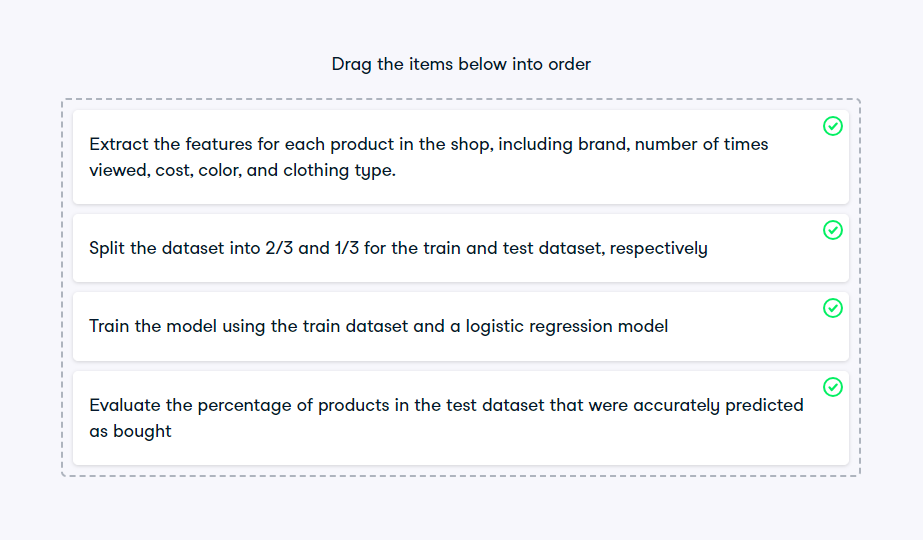 Drag the items below into order
Extract the features for each product in the shop, including brand, number of times
viewed, cost, color, and clothing type.
Split the dataset into 2/3 and 1/3 for the train and test dataset, respectively
Train the model using the train dataset and a logistic regression model
Evaluate the percentage of products in the test dataset that were accurately predicted
as bought